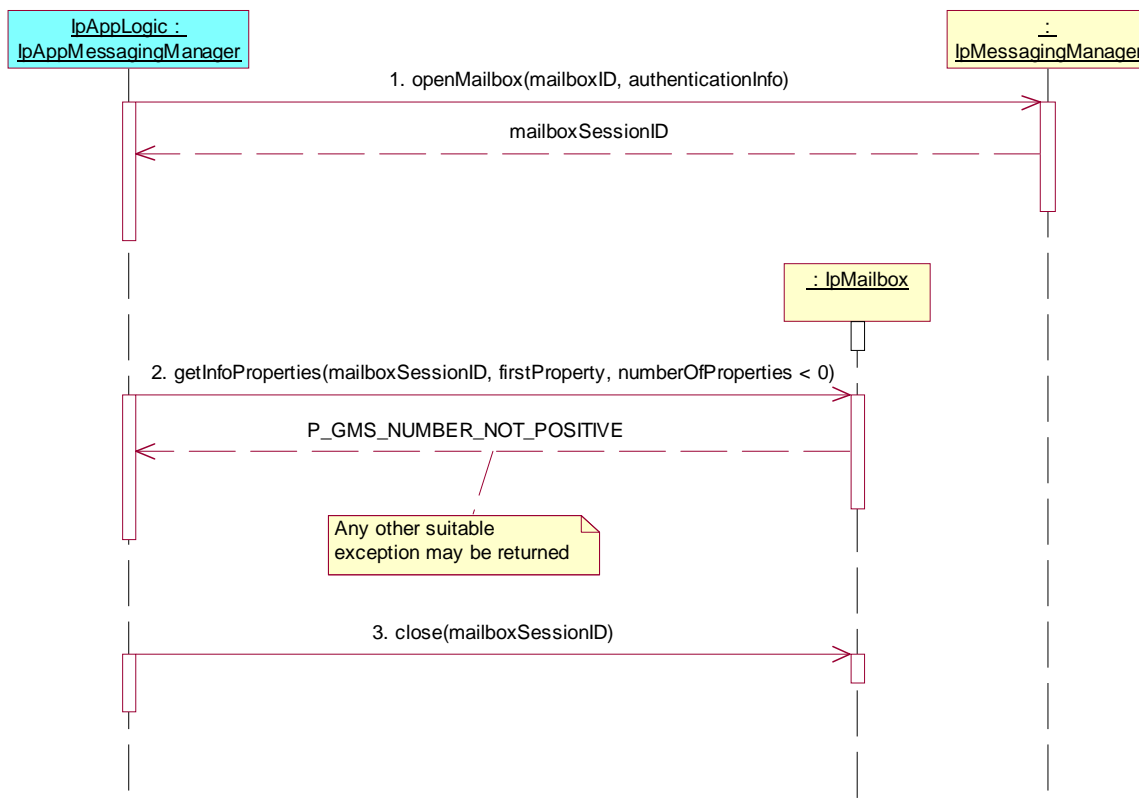 IpAppLogic :
IpAppMessagingManager
:
IpMessagingManager
1. openMailbox(mailboxID, authenticationInfo)
mailboxSessionID
: IpMailbox
2. getInfoProperties(mailboxSessionID, firstProperty, numberOfProperties < 0)
P_GMS_NUMBER_NOT_POSITIVE
Any other suitable
exception may be returned
3. close(mailboxSessionID)